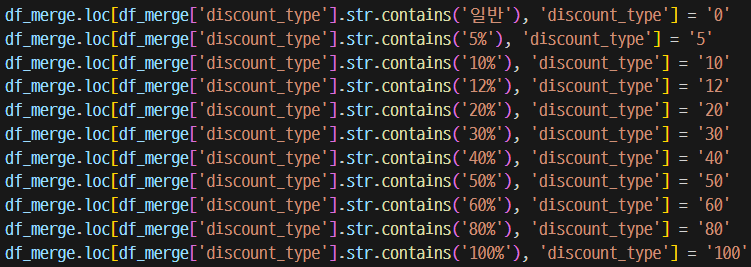 df_merge.loc[df_merge['discount_type'].str.contains('일반'), 'discount_type'] = '0'
df_merge.loc[df_merge['discount_type'].str.contains('5%'), 'discount_type'] = '5'
df_merge.loc[df_merge['discount_type'].str.contains('10%'), 'discount_type'] = '10'
df_merge.loc[df_merge['discount_type'].str.contains('12%'), 'discount_type'] = '12'
df_merge.loc[df_merge['discount_type'].str.contains('20%'), 'discount_type'] = '20'
df_merge.loc[df_merge['discount_type'].str.contains('30%'), 'discount_type'] = '30'
df_merge.loc[df_merge['discount_type'].str.contains('40%'), 'discount_type'] = '40'
df_merge.loc[df_merge['discount_type'].str.contains('50%'), 'discount_type'] = '50'
df_merge.loc[df_merge['discount_type'].str.contains('60%'), 'discount_type'] = '60'
df_merge.loc[df_merge['discount_type'].str.contains('80%'), 'discount_type'] = '80'
df_merge.loc[df_merge['discount_type'].str.contains('100%'), 'discount_type'] = '100'